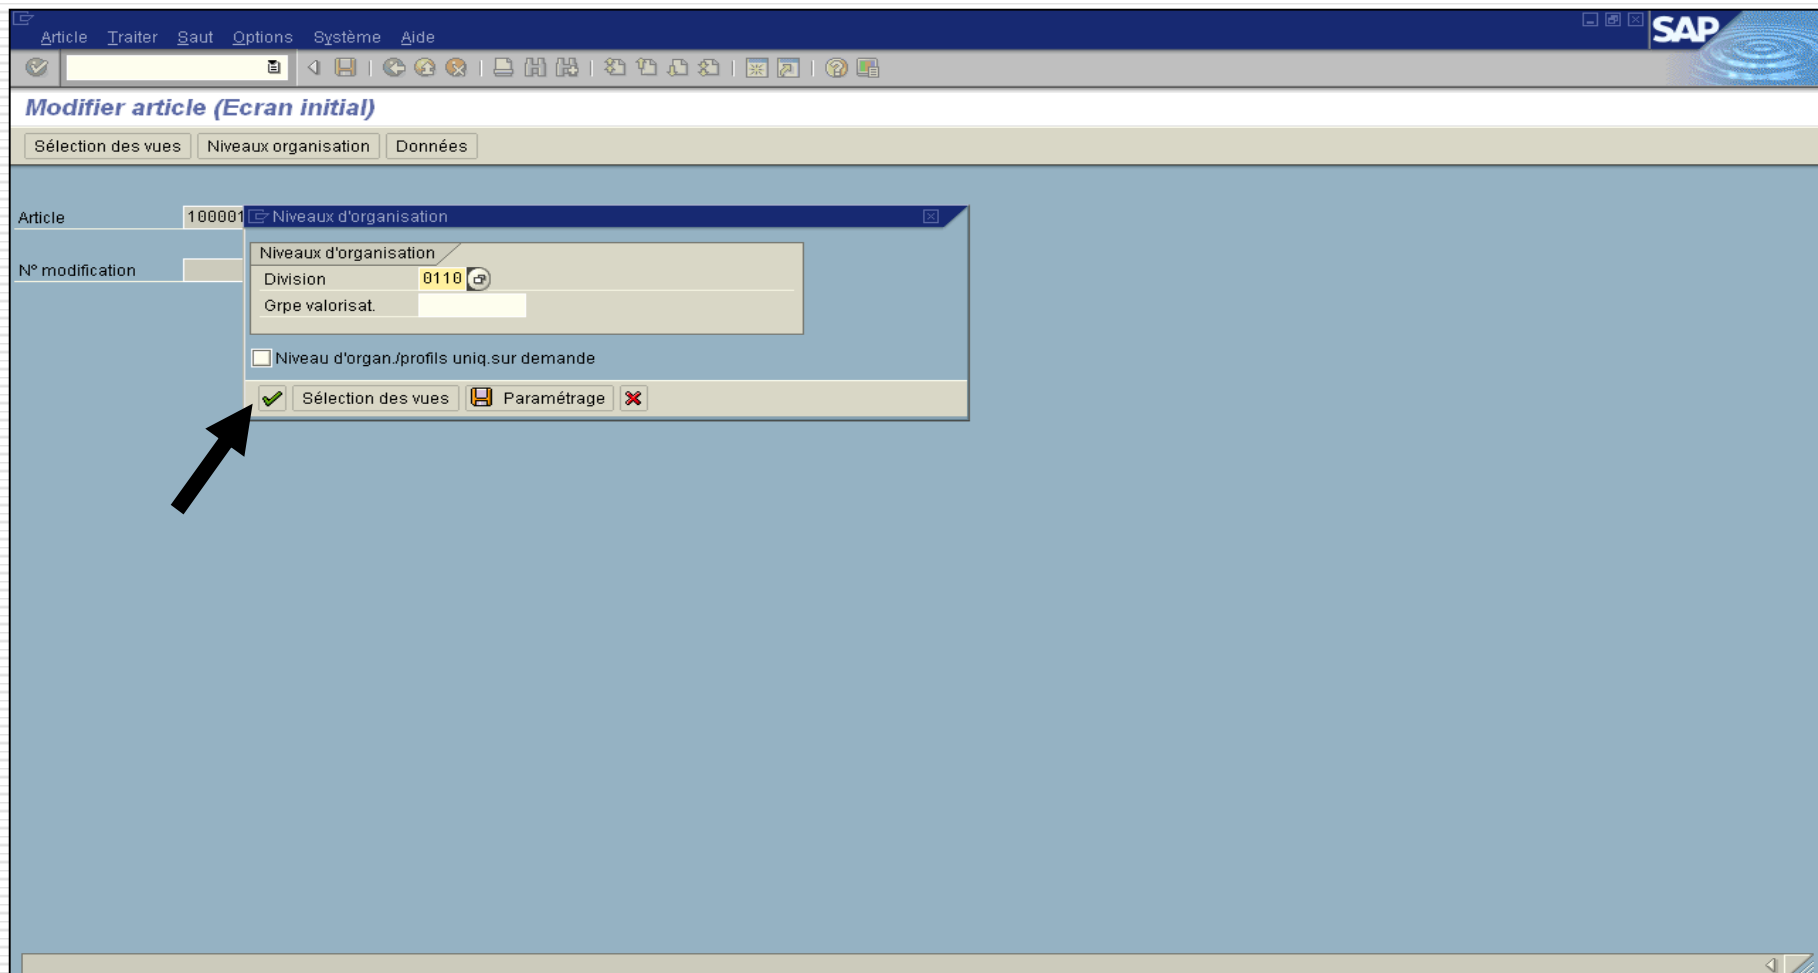 Article Traiter Saut Options Système Aide
SAP
Modifier article (Ecran initial)
Sélection des vues Niveaux organisation Données
Article 100001
Niveaux d'organisation
Niveaux d'organisation
N° modification
Division 0110
Grpe valorisat.
Niveau d'organ./profils uniq.sur demande
Sélection des vues Paramétrage